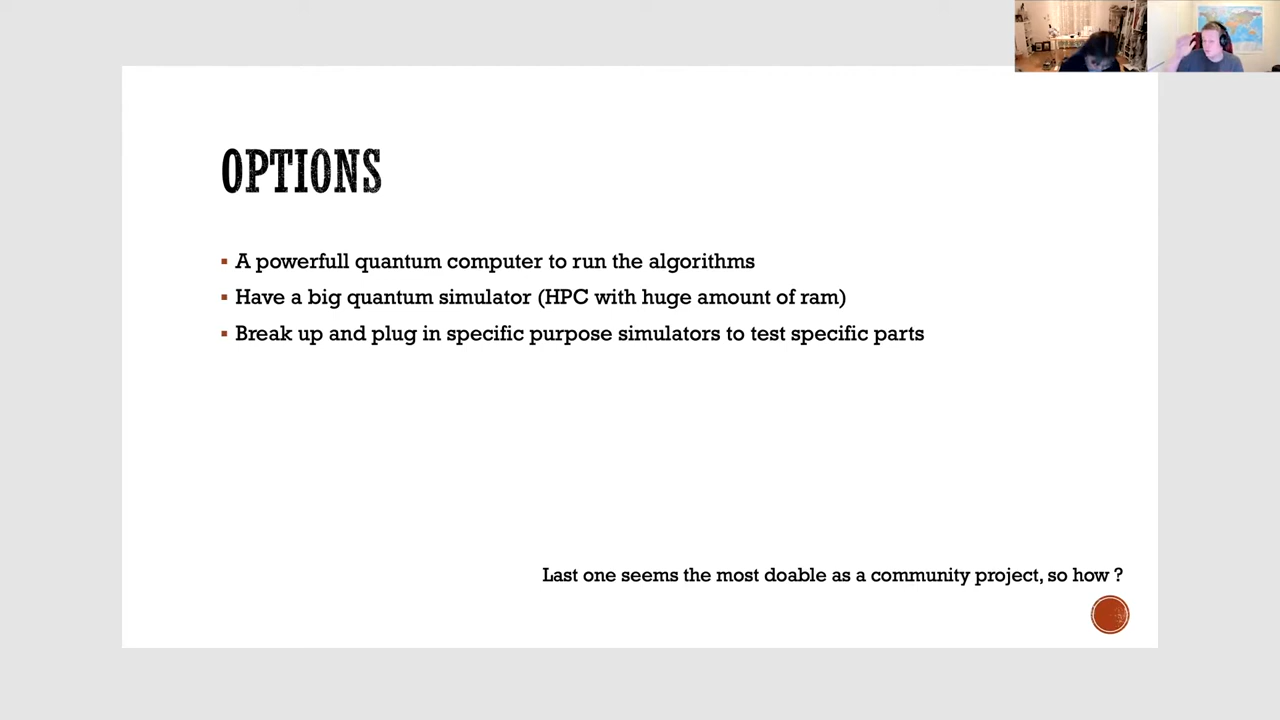 OPTIONS
A powerfull quantum computer to run the algorithms
Have a big quantum simulator (HPC with huge amount of ram)
Break up and plug in specific purpose simulators to test specific parts
Last one seems the most doable as a community project, so how ?